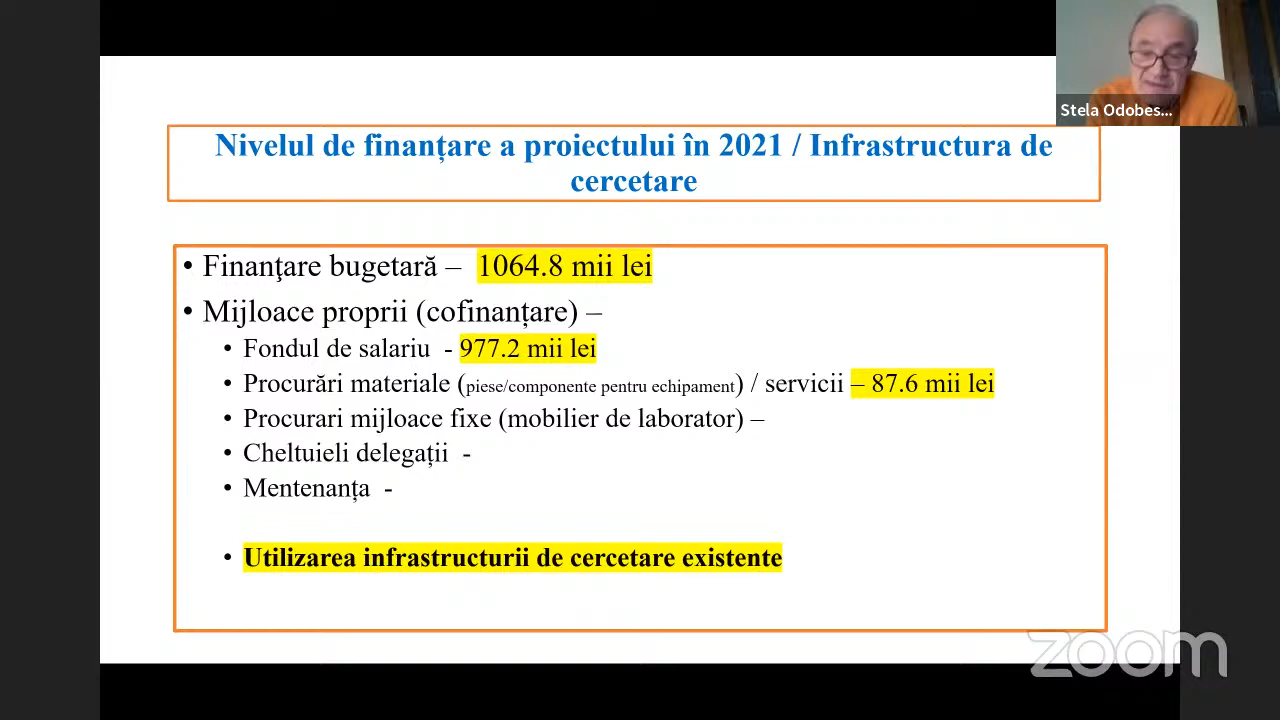 Stela Odobes...
Nivelul de finanțare a proiectului în 2021 / Infrastructura de
cercetare
• Finanţare bugetară – 1064.8 mii lei
• Mijloace proprii (cofinanțare) –
• Fondul de salariu - 977.2 mii lei
• Procurări materiale (piese/componente pentru echipament) / servicii – 87.6 mii lei
• Procurari mijloace fixe (mobilier de laborator) –
• Cheltuieli delegații -
• Mentenanța -
• Utilizarea infrastructurii de cercetare existente
zoom